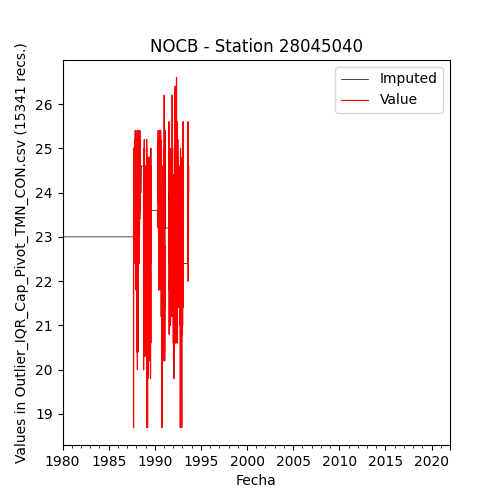 NOCB - Station 28045040
Imputed
Value
Values in Outlier_IQR_Cap_Pivot_TMN_CON.csv (15341 recs.)
26
25
24
23
22
21
20
19
1980 1985 1990 1995 2000 2005 2010 2015 2020
Fecha